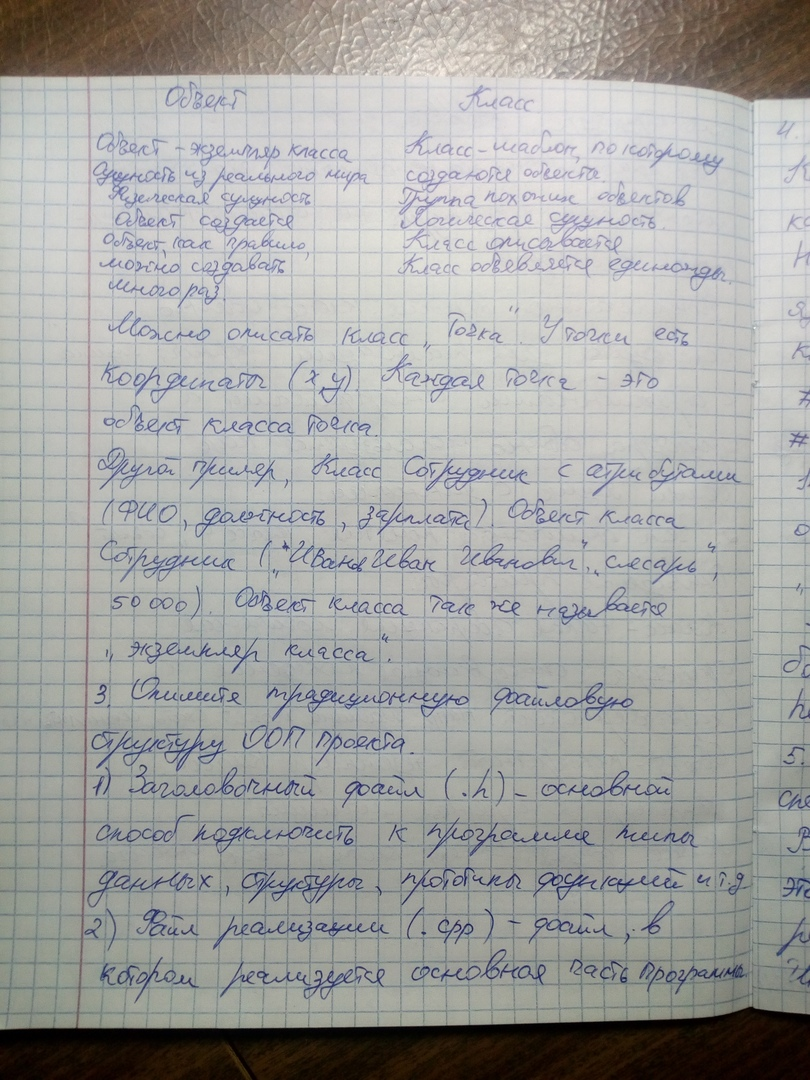 Объект
Объект - экземпляр класса
Сущность из реального мира
Физическая сущность
Объект создается
Объект, как правило,
можно создавать
много раз.
Класс
Класс - шаблон, по которому
создаются объекты.
Группа похожих объектов
Логическая сущность.
Класс описывается
Класс объявляется единожды.
Можно описать класс „Точка". У точки есть
координаты (x,y). Каждая точка - это
объект класса Точка.
Другой пример, Класс Сотрудник с атрибутами
(ФИО, должность, зарплата). Объект класса
Сотрудник („Иванов Иван Иванович", „слесарь",
50000). Объект класса так же называется
„экземпляр класса".
3. Опишите традиционную файловую
структуру ООП проекта.
1) Заголовочный файл (.h) - основной
способ подключить к программе типы
данных, структуры, прототипы функций и т.д
2) Файл реализации (.cpp) - файл, в
котором реализуется основная часть программы
4.
#
#
5.